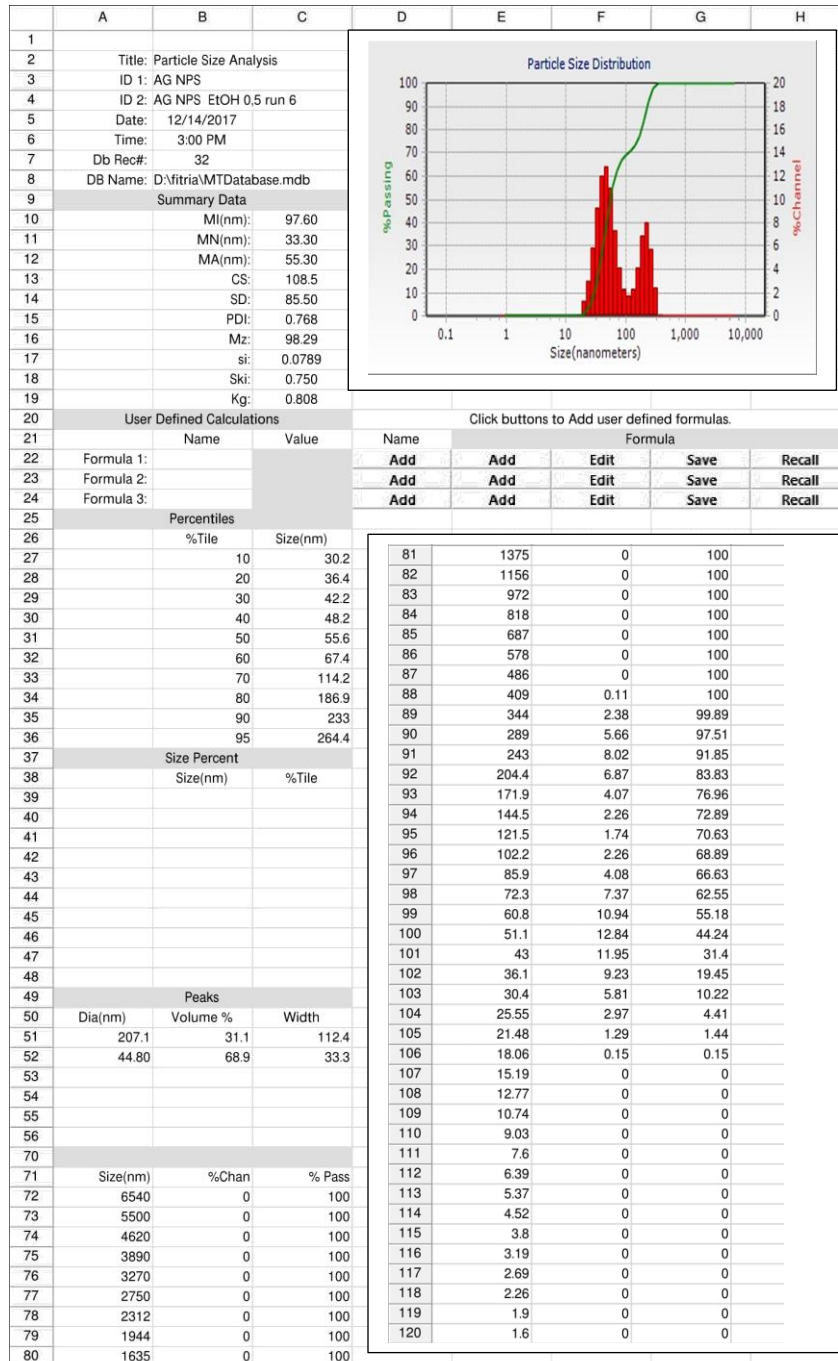 A B C D E F G H
1
2 Title: Particle Size Analysis
3 ID 1: AG NPS
4 ID 2: AG NPS EtOH 0,5 run 6
5 Date: 12/14/2017
6 Time: 3:00 PM
7 Db Rec#: 32
8 DB Name: D:\fitria\MTDatabase.mdb
9 Summary Data
10 MI(nm): 97.60
11 MN(nm): 33.30
12 MA(nm): 55.30
13 CS: 108.5
14 SD: 85.50
15 PDI: 0.768
16 Mz: 98.29
17 si: 0.0789
18 Ski: 0.750
19 Kg: 0.808
Particle Size Distribution
100 20
90 18
80 16
70 14
60 12
50 10
40 8
30 6
20 4
10 2
0 0
%Passing
%Channel
0.1 1 10 100 1,000 10,000
Size(nanometers)
20 User Defined Calculations Click buttons to Add user defined formulas.
21 Name Value Name Formula
22 Formula 1: Add Add Edit Save Recall
23 Formula 2: Add Add Edit Save Recall
24 Formula 3: Add Add Edit Save Recall
25 Percentiles
26 %Tile Size(nm)
27 10 30.2
28 20 36.4
29 30 42.2
30 40 48.2
31 50 55.6
32 60 67.4
33 70 114.2
34 80 186.9
35 90 233
36 95 264.4
37 Size Percent
38 Size(nm) %Tile
39
40
41
42
43
44
45
46
47
48
49 Peaks
50 Dia(nm) Volume % Width
51 207.1 31.1 112.4
52 44.80 68.9 33.3
53
54
55
56
70
71 Size(nm) %Chan % Pass
72 6540 0 100
73 5500 0 100
74 4620 0 100
75 3890 0 100
76 3270 0 100
77 2750 0 100
78 2312 0 100
79 1944 0 100
80 1635 0 100
81 1375 0 100
82 1156 0 100
83 972 0 100
84 818 0 100
85 687 0 100
86 578 0 100
87 486 0 100
88 409 0.11 100
89 344 2.38 99.89
90 289 5.66 97.51
91 243 8.02 91.85
92 204.4 6.87 83.83
93 171.9 4.07 76.96
94 144.5 2.26 72.89
95 121.5 1.74 70.63
96 102.2 2.26 68.89
97 85.9 4.08 66.63
98 72.3 7.37 62.55
99 60.8 10.94 55.18
100 51.1 12.84 44.24
101 43 11.95 31.4
102 36.1 9.23 19.45
103 30.4 5.81 10.22
104 25.55 2.97 4.41
105 21.48 1.29 1.44
106 18.06 0.15 0.15
107 15.19 0 0
108 12.77 0 0
109 10.74 0 0
110 9.03 0 0
111 7.6 0 0
112 6.39 0 0
113 5.37 0 0
114 4.52 0 0
115 3.8 0 0
116 3.19 0 0
117 2.69 0 0
118 2.26 0 0
119 1.9 0 0
120 1.6 0 0